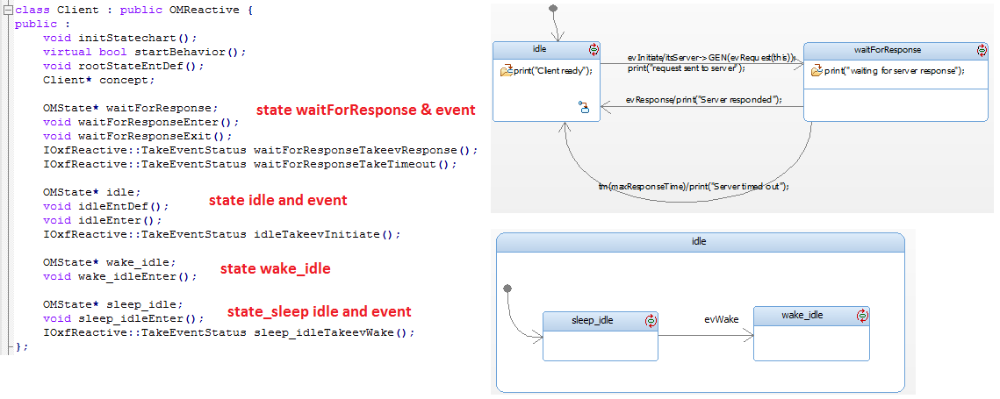 class Client : public OMReactive {
public :
void initStatechart();
virtual bool startBehavior();
void rootStateEntDef();
Client* concept;
OMState* waitForResponse;
void waitForResponseEnter();
void waitForResponseExit();
IOxfReactive::TakeEventStatus waitForResponseTakeevResponse();
IOxfReactive::TakeEventStatus waitForResponseTakeTimeout();
state waitForResponse & event
OMState* idle;
void idleEntDef();
void idleEnter();
IOxfReactive::TakeEventStatus idleTakeevInitiate();
state idle and event
OMState* wake_idle;
void wake_idleEnter();
state wake_idle
OMState* sleep_idle;
void sleep_idleEnter();
IOxfReactive::TakeEventStatus sleep_idleTakeevWake();
state_sleep idle and event
};
idle
print("Client ready");
evInitiate/itsServer->GEN(evRequest(this));
print("request sent to server");
waitForResponse
print("waiting for server response");
evResponse/print("Server responded");
tm(maxResponseTime)/print("Server timed out");
idle
sleep_idle
evWake
wake_idle